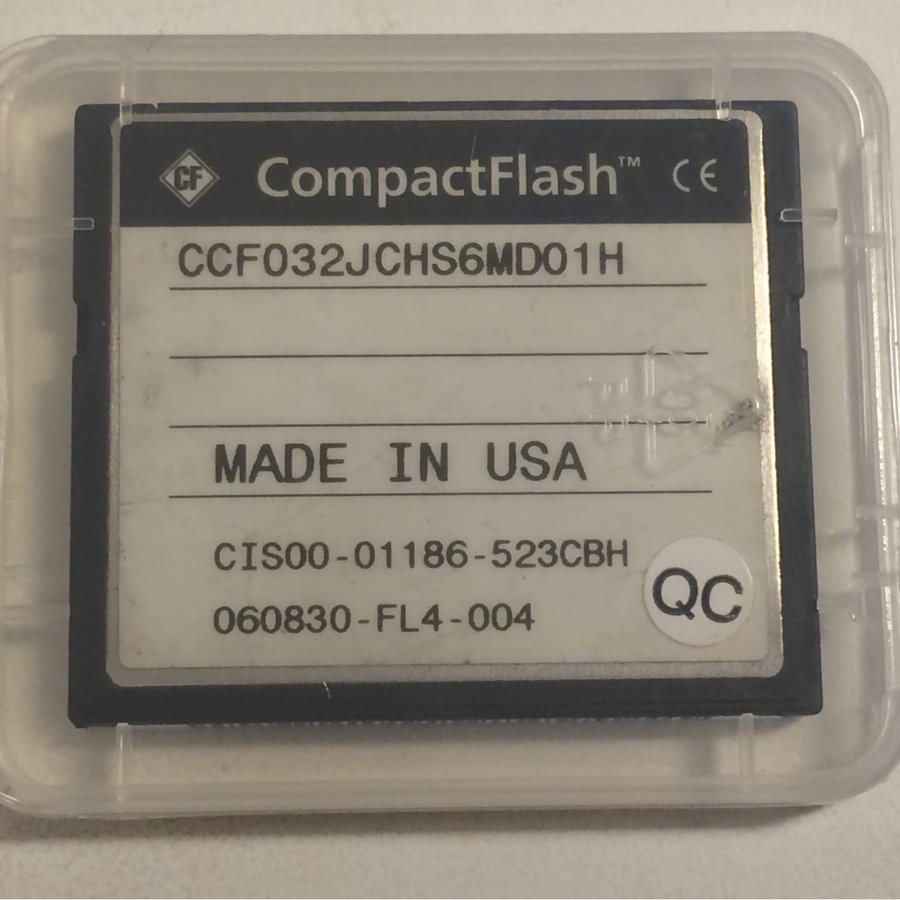 CF CompactFlash™ CE
CCF032JCHS6MD01H
MADE IN USA
CIS00-01186-523CBH
060830-FL4-004
QC